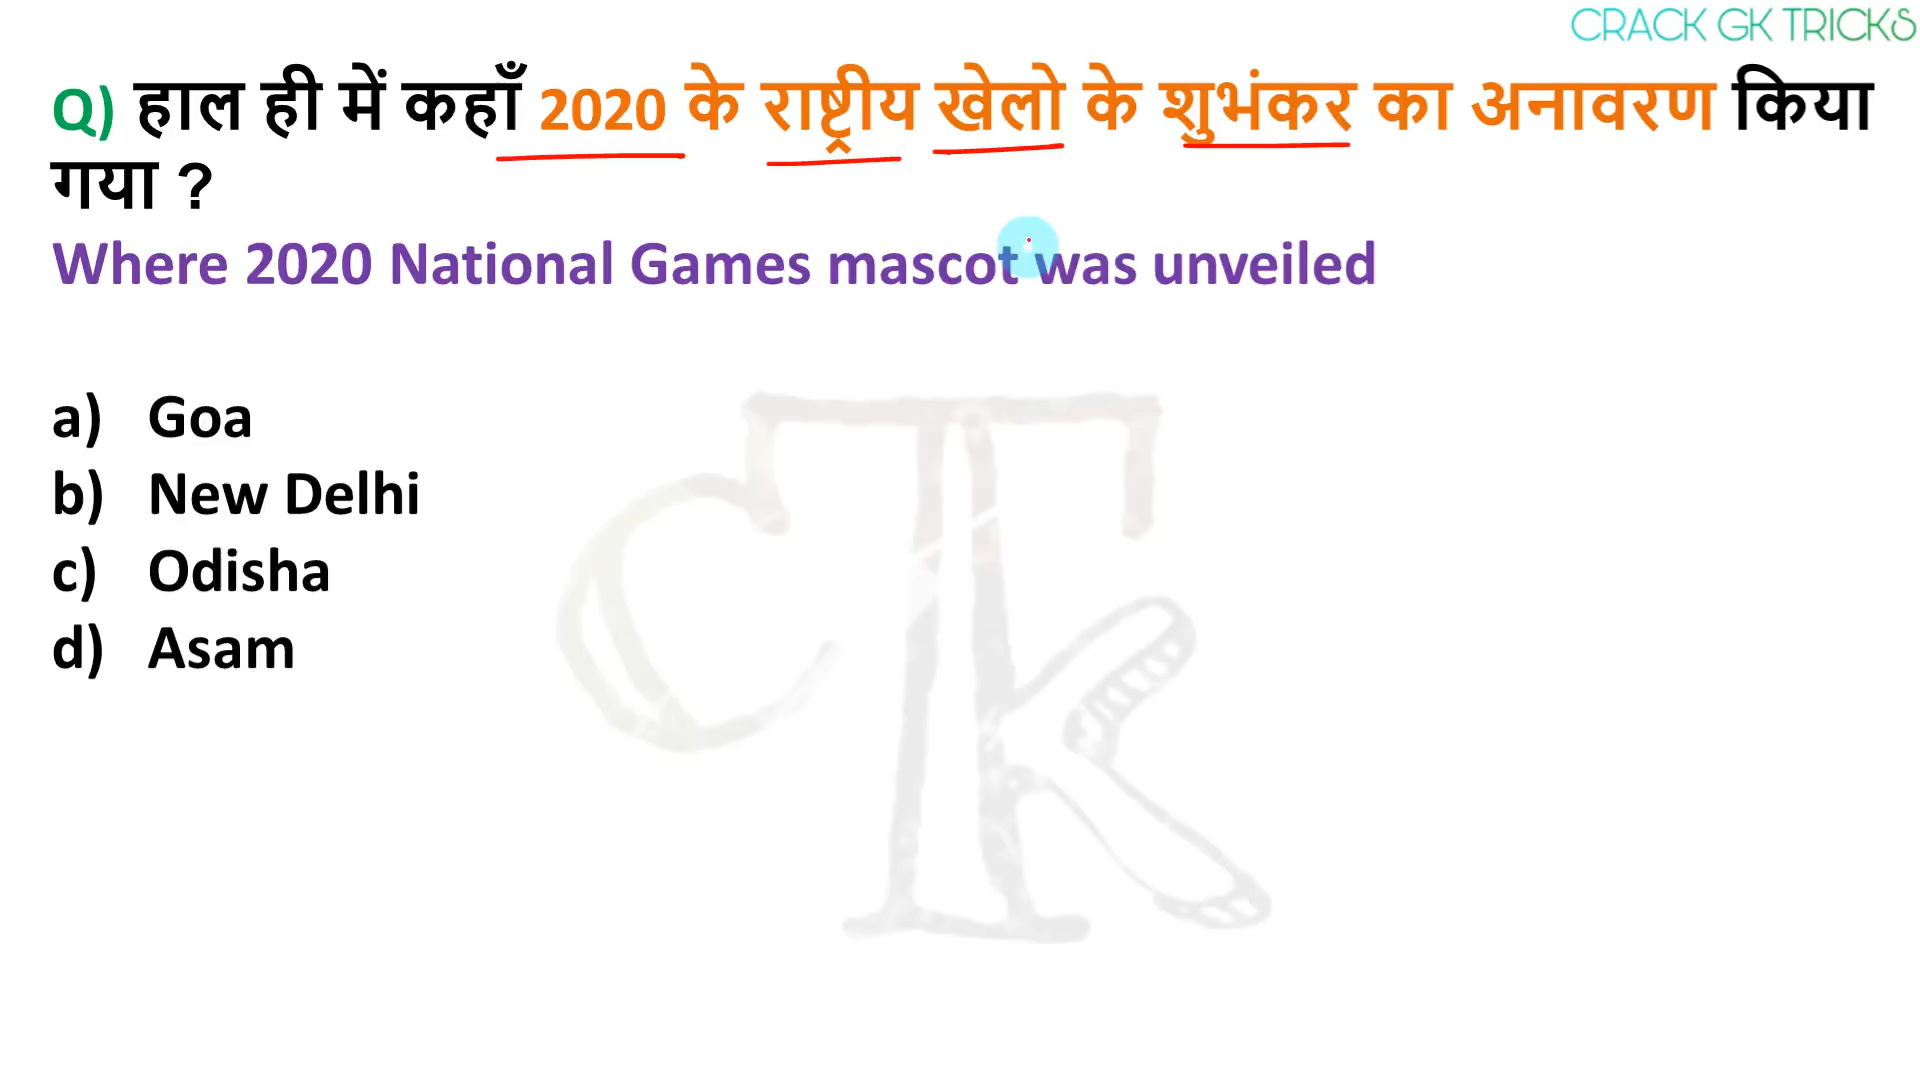 CRACK GK TRICKS
Q) हाल ही में कहाँ 2020 के राष्ट्रीय खेलो के शुभंकर का अनावरण किया
गया ?
Where 2020 National Games mascot was unveiled
a) Goa
b) New Delhi
c) Odisha
d) Asam
CTK